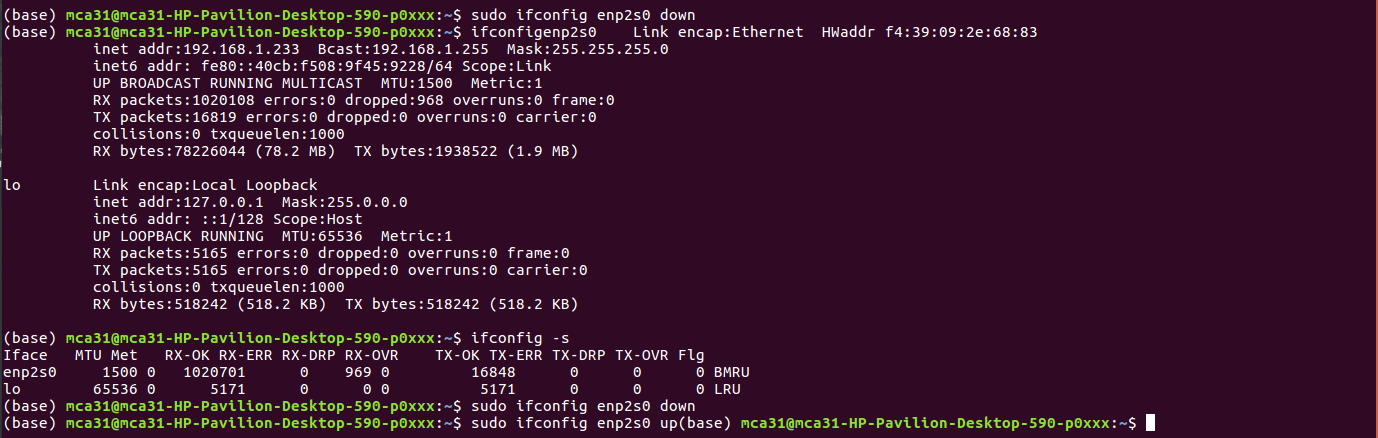 (base) mca31@mca31-HP-Pavilion-Desktop-590-p0xxx:~$ sudo ifconfig enp2s0 down
(base) mca31@mca31-HP-Pavilion-Desktop-590-p0xxx:~$ ifconfigenp2s0    Link encap:Ethernet  HWaddr f4:39:09:2e:68:83
          inet addr:192.168.1.233  Bcast:192.168.1.255  Mask:255.255.255.0
          inet6 addr: fe80::40cb:f508:9f45:9228/64 Scope:Link
          UP BROADCAST RUNNING MULTICAST  MTU:1500  Metric:1
          RX packets:1020108 errors:0 dropped:968 overruns:0 frame:0
          TX packets:16819 errors:0 dropped:0 overruns:0 carrier:0
          collisions:0 txqueuelen:1000
          RX bytes:78226044 (78.2 MB)  TX bytes:1938522 (1.9 MB)

lo        Link encap:Local Loopback
          inet addr:127.0.0.1  Mask:255.0.0.0
          inet6 addr: ::1/128 Scope:Host
          UP LOOPBACK RUNNING  MTU:65536  Metric:1
          RX packets:5165 errors:0 dropped:0 overruns:0 frame:0
          TX packets:5165 errors:0 dropped:0 overruns:0 carrier:0
          collisions:0 txqueuelen:1000
          RX bytes:518242 (518.2 KB)  TX bytes:518242 (518.2 KB)

(base) mca31@mca31-HP-Pavilion-Desktop-590-p0xxx:~$ ifconfig -s
Iface   MTU Met   RX-OK RX-ERR RX-DRP RX-OVR    TX-OK TX-ERR TX-DRP TX-OVR Flg
enp2s0     1500 0   1020701      0    969 0         16848      0      0      0 BMRU
lo        65536 0      5171      0      0 0          5171      0      0      0 LRU
(base) mca31@mca31-HP-Pavilion-Desktop-590-p0xxx:~$ sudo ifconfig enp2s0 down
(base) mca31@mca31-HP-Pavilion-Desktop-590-p0xxx:~$ sudo ifconfig enp2s0 up(base) mca31@mca31-HP-Pavilion-Desktop-590-p0xxx:~$